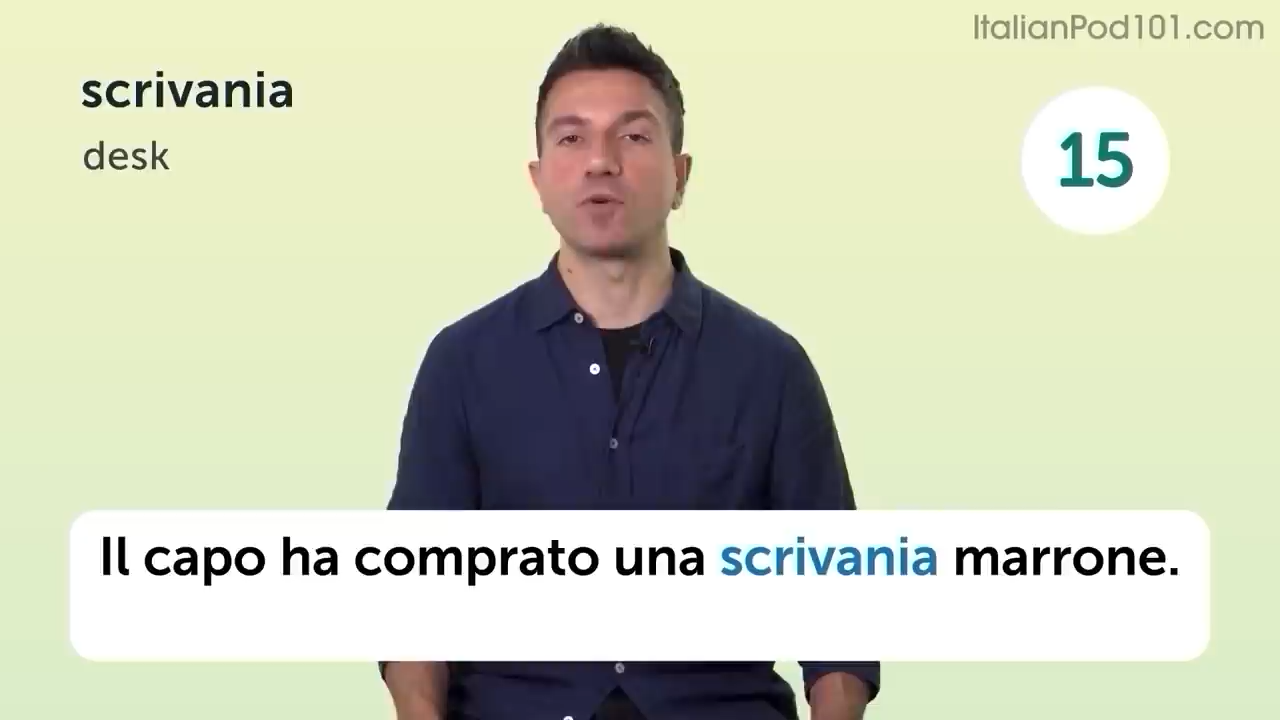 ItalianPod101.com
scrivania
desk
15
Il capo ha comprato una scrivania marrone.